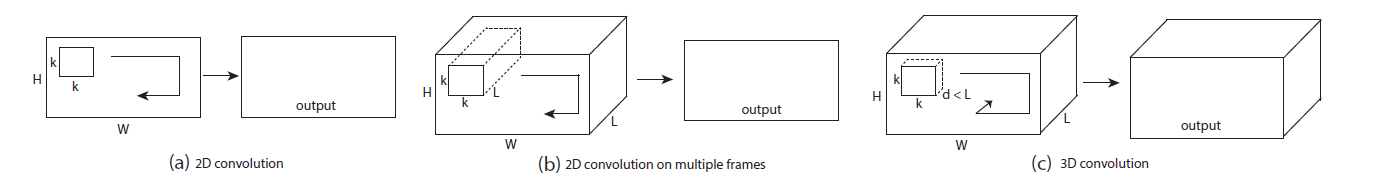 k
H
k
W
output
(a) 2D convolution
k
H
k
L
L
W
output
(b) 2D convolution on multiple frames
k
H
k
d < L
L
W
output
(c) 3D convolution